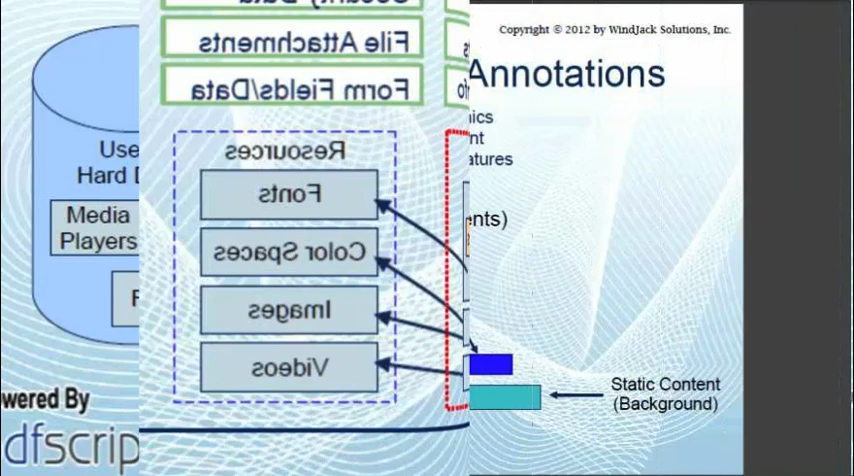 Copyright © 2012 by WindJack Solutions, Inc.
Annotations
File Attachments
Form Fields/Data
Resources
Fonts
Color Spaces
Images
Videos
Use
Hard D
Media
Players
ics
nt
atures
ents)
Static Content
(Background)
wered By
dfscrip